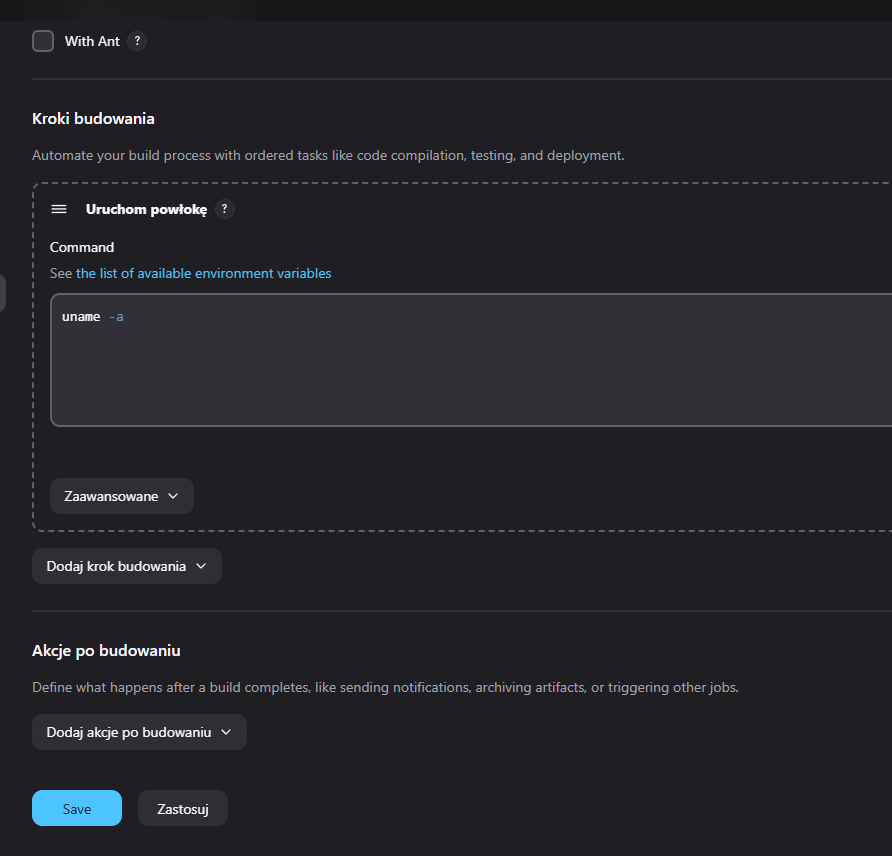 With Ant ?
Kroki budowania
Automate your build process with ordered tasks like code compilation, testing, and deployment.
Uruchom powłokę ?
Command
See the list of available environment variables
uname -a
Zaawansowane
Dodaj krok budowania
Akcje po budowaniu
Define what happens after a build completes, like sending notifications, archiving artifacts, or triggering other jobs.
Dodaj akcje po budowaniu
Save Zastosuj